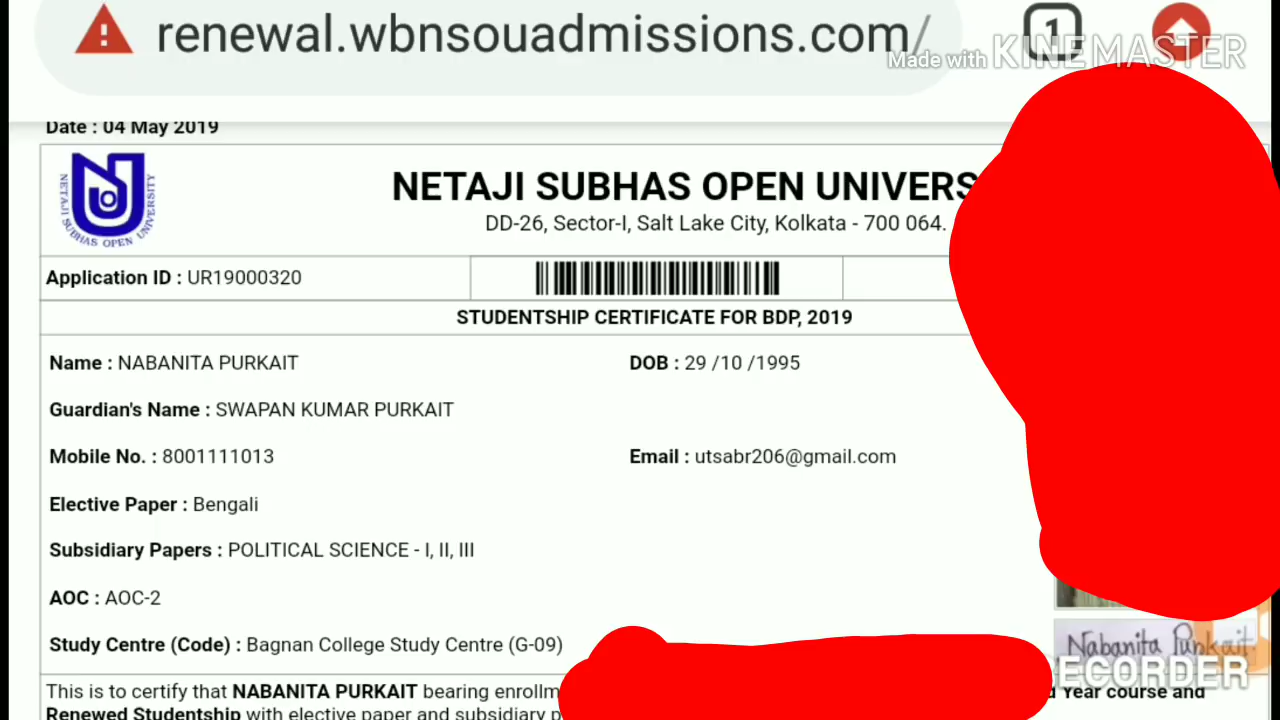 renewal.wbnsouadmissions.com/ 1
Made with KINEMASTER
Date : 04 May 2019
NETAJI SUBHAS OPEN UNIVERS
NETAJI SUBHAS OPEN UNIVERSITY
DD-26, Sector-I, Salt Lake City, Kolkata - 700 064.
Application ID : UR19000320
STUDENTSHIP CERTIFICATE FOR BDP, 2019
Name : NABANITA PURKAIT DOB : 29 /10 /1995
Guardian's Name : SWAPAN KUMAR PURKAIT
Mobile No. : 8001111013 Email : utsabr206@gmail.com
Elective Paper : Bengali
Subsidiary Papers : POLITICAL SCIENCE - I, II, III
AOC : AOC-2
Study Centre (Code) : Bagnan College Study Centre (G-09)
Nabanita Purkait
ECORDER
This is to certify that NABANITA PURKAIT bearing enrollm d Year course and
Renewed Studentship with elective paper and subsidiary p